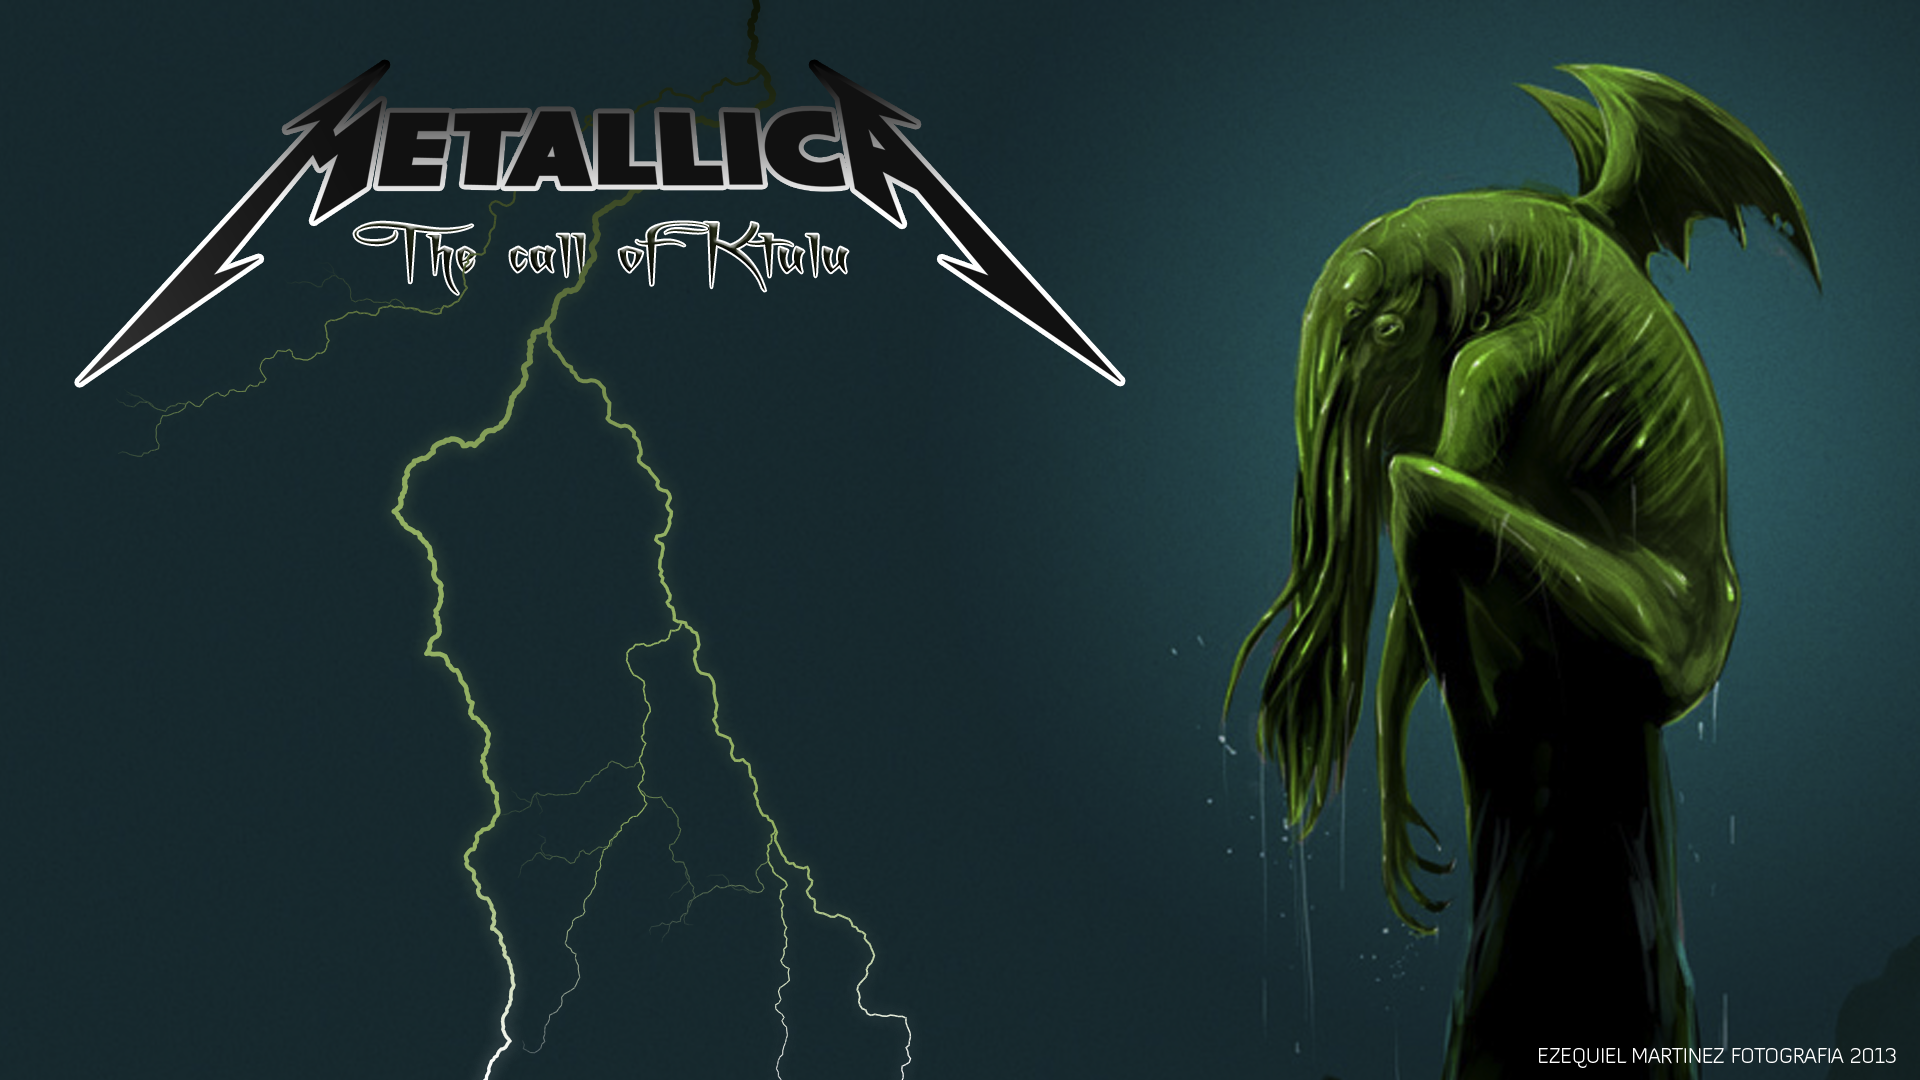 METALLICA
The call of Ktulu
EZEQUIEL MARTINEZ FOTOGRAFIA 2013